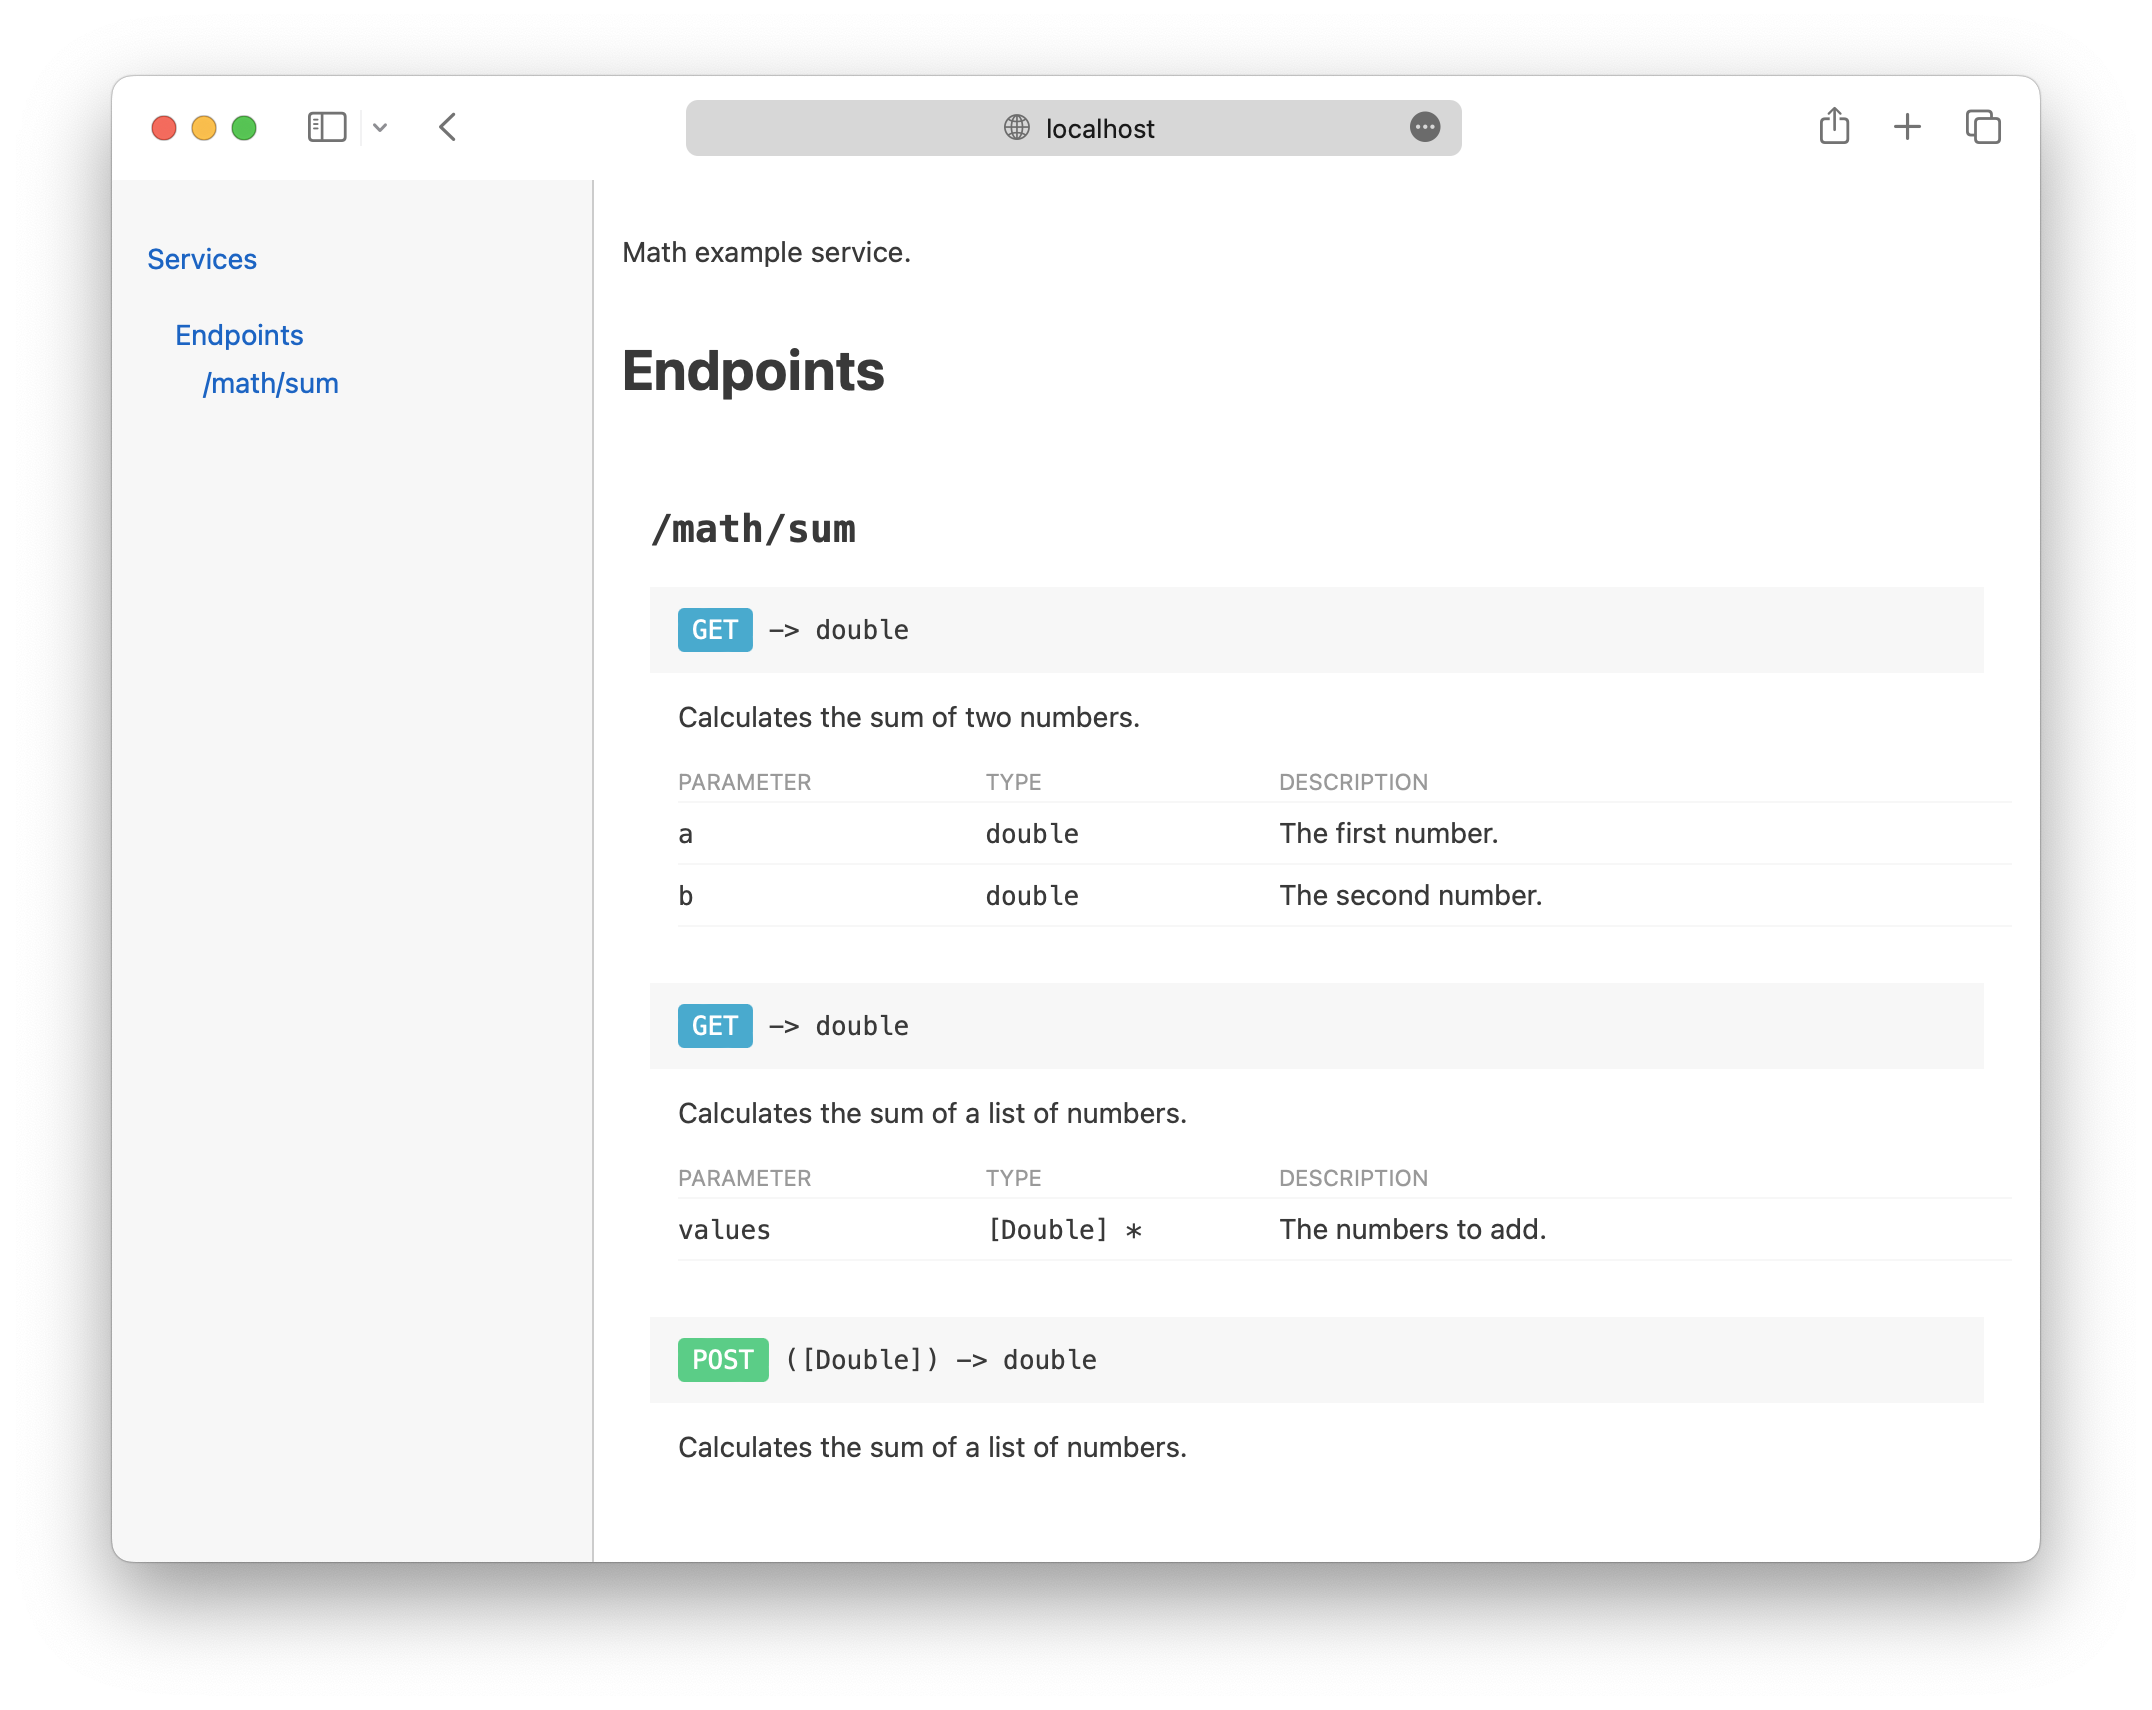 localhost
Services
Endpoints
/math/sum
Math example service.
Endpoints
/math/sum
GET -> double
Calculates the sum of two numbers.
PARAMETER TYPE DESCRIPTION
a double The first number.
b double The second number.
GET -> double
Calculates the sum of a list of numbers.
PARAMETER TYPE DESCRIPTION
values [Double] * The numbers to add.
POST ([Double]) -> double
Calculates the sum of a list of numbers.